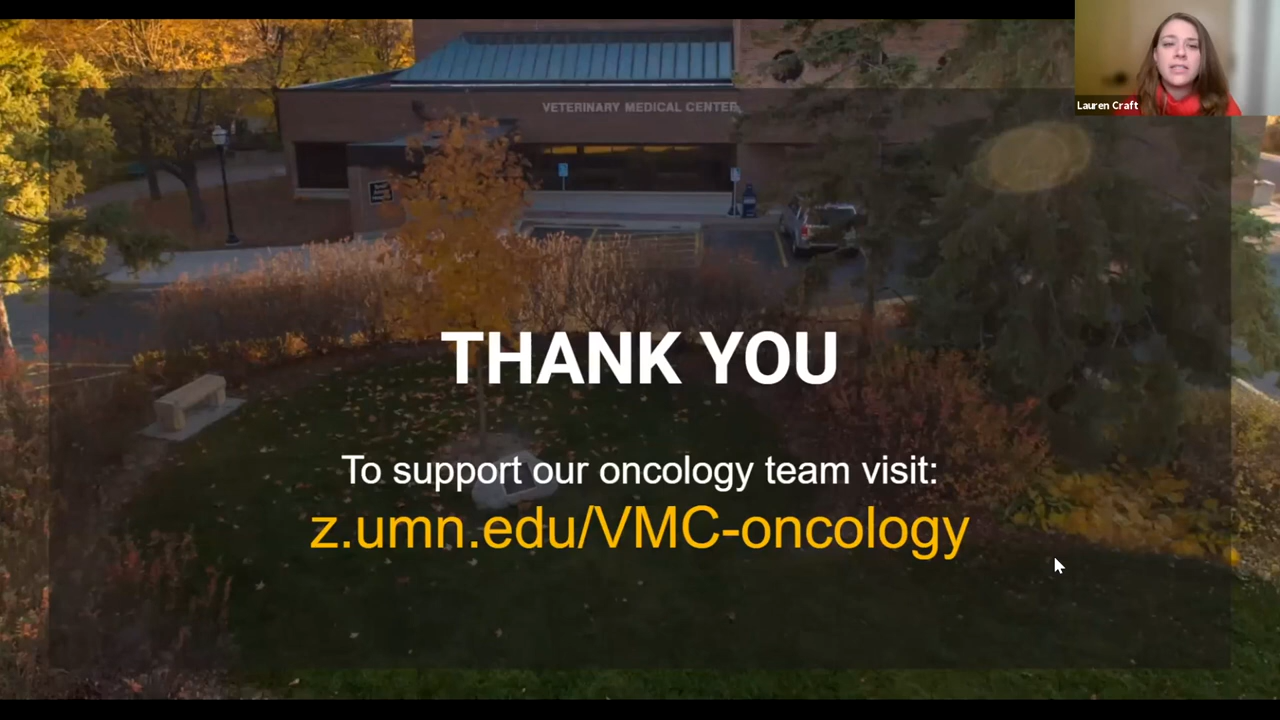 Lauren Craft
VETERINARY MEDICAL CENTER
THANK YOU
To support our oncology team visit:
z.umn.edu/VMC-oncology